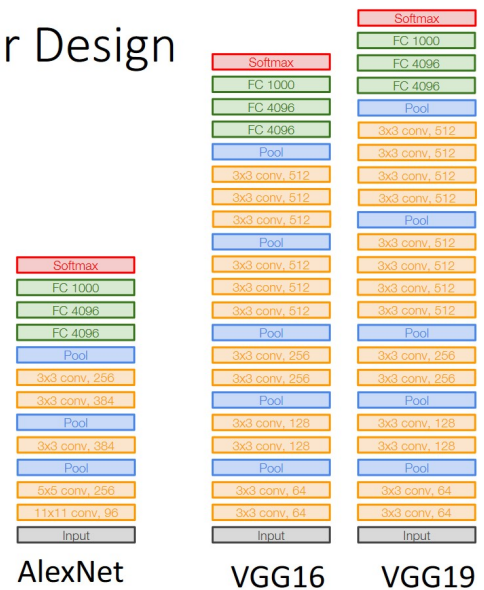 r Design
Softmax
FC 1000
FC 4096
FC 4096
Pool
3x3 conv, 256
3x3 conv, 384
Pool
3x3 conv, 384
Pool
5x5 conv, 256
11x11 conv, 96
Input
AlexNet
Softmax
FC 1000
FC 4096
FC 4096
Pool
3x3 conv, 512
3x3 conv, 512
3x3 conv, 512
Pool
3x3 conv, 512
3x3 conv, 512
3x3 conv, 512
Pool
3x3 conv, 256
3x3 conv, 256
Pool
3x3 conv, 128
3x3 conv, 128
Pool
3x3 conv, 64
3x3 conv, 64
Input
VGG16
Softmax
FC 1000
FC 4096
FC 4096
Pool
3x3 conv, 512
3x3 conv, 512
3x3 conv, 512
3x3 conv, 512
Pool
3x3 conv, 512
3x3 conv, 512
3x3 conv, 512
3x3 conv, 512
Pool
3x3 conv, 256
3x3 conv, 256
Pool
3x3 conv, 128
3x3 conv, 128
Pool
3x3 conv, 64
3x3 conv, 64
Input
VGG19